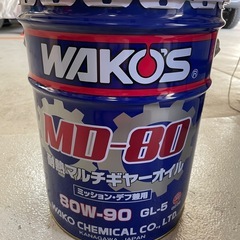 WAKO'S
MD-80
耐熱マルチギヤーオイル
ミッション・デフ兼用
80W-90 GL-5
WAKO CHEMICAL CO., LTD.
KANAGAWA, JAPAN